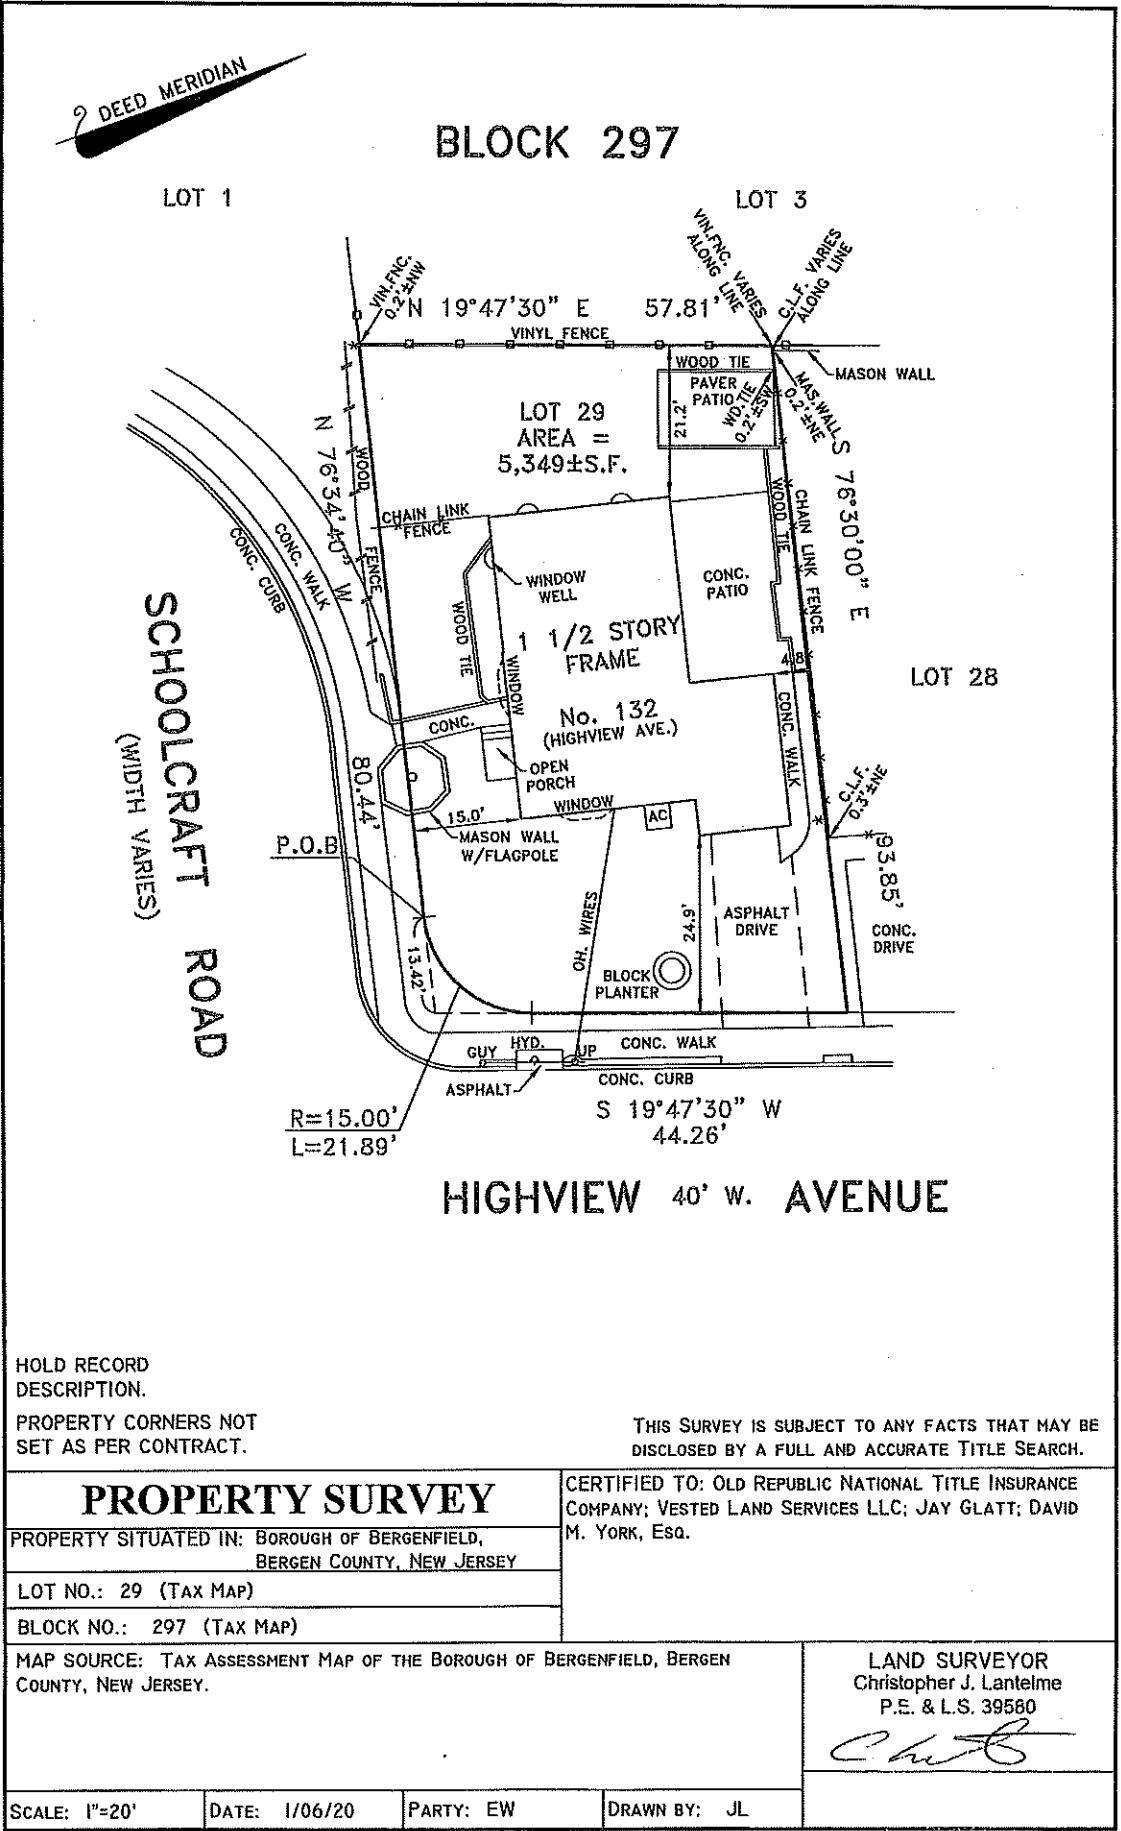 DEED MERIDIAN
BLOCK 297
LOT 1
LOT 3
VIN.FNC.
0.2'±NW
N 19°47'30" E 57.81'
VINYL FENCE
VIN.FNC. VARIES
ALONG LINE
C.L.F. VARIES
ALONG LINE
WOOD TIE
MASON WALL
PAVER
PATIO
WD.TIE
0.2'±SW
MAS.WALL
0.2'±NE
21.2'
LOT 29
AREA =
5,349±S.F.
N 76°34'40" W
WOOD
FENCE
CHAIN LINK
FENCE
S 76°30'00" E
WOOD TIE
CHAIN LINK FENCE
CONC. WALK
CONC. CURB
WINDOW
WELL
CONC.
PATIO
WOOD TIE
1 1/2 STORY
FRAME
WINDOW
4.8
LOT 28
No. 132
(HIGHVIEW AVE.)
CONC.
CONC. WALK
OPEN
PORCH
SCHOOLCRAFT ROAD
(WIDTH VARIES)
80.44'
WINDOW
AC
C.L.F.
0.3'±NE
15.0'
MASON WALL
W/FLAGPOLE
P.O.B
93.85'
OH. WIRES
24.9'
ASPHALT
DRIVE
CONC.
DRIVE
13.42'
BLOCK
PLANTER
GUY
HYD.
UP
CONC. WALK
ASPHALT
CONC. CURB
S 19°47'30" W
44.26'
R=15.00'
L=21.89'
HIGHVIEW 40' W. AVENUE
HOLD RECORD
DESCRIPTION.
PROPERTY CORNERS NOT
SET AS PER CONTRACT.
THIS SURVEY IS SUBJECT TO ANY FACTS THAT MAY BE
DISCLOSED BY A FULL AND ACCURATE TITLE SEARCH.
PROPERTY SURVEY
PROPERTY SITUATED IN: BOROUGH OF BERGENFIELD,
BERGEN COUNTY, NEW JERSEY
LOT NO.: 29 (TAX MAP)
BLOCK NO.: 297 (TAX MAP)
CERTIFIED TO: OLD REPUBLIC NATIONAL TITLE INSURANCE
COMPANY; VESTED LAND SERVICES LLC; JAY GLATT; DAVID
M. YORK, ESQ.
MAP SOURCE: TAX ASSESSMENT MAP OF THE BOROUGH OF BERGENFIELD, BERGEN
COUNTY, NEW JERSEY.
LAND SURVEYOR
Christopher J. Lantelme
P.E. & L.S. 39580
SCALE: 1"=20'
DATE: 1/06/20
PARTY: EW
DRAWN BY: JL